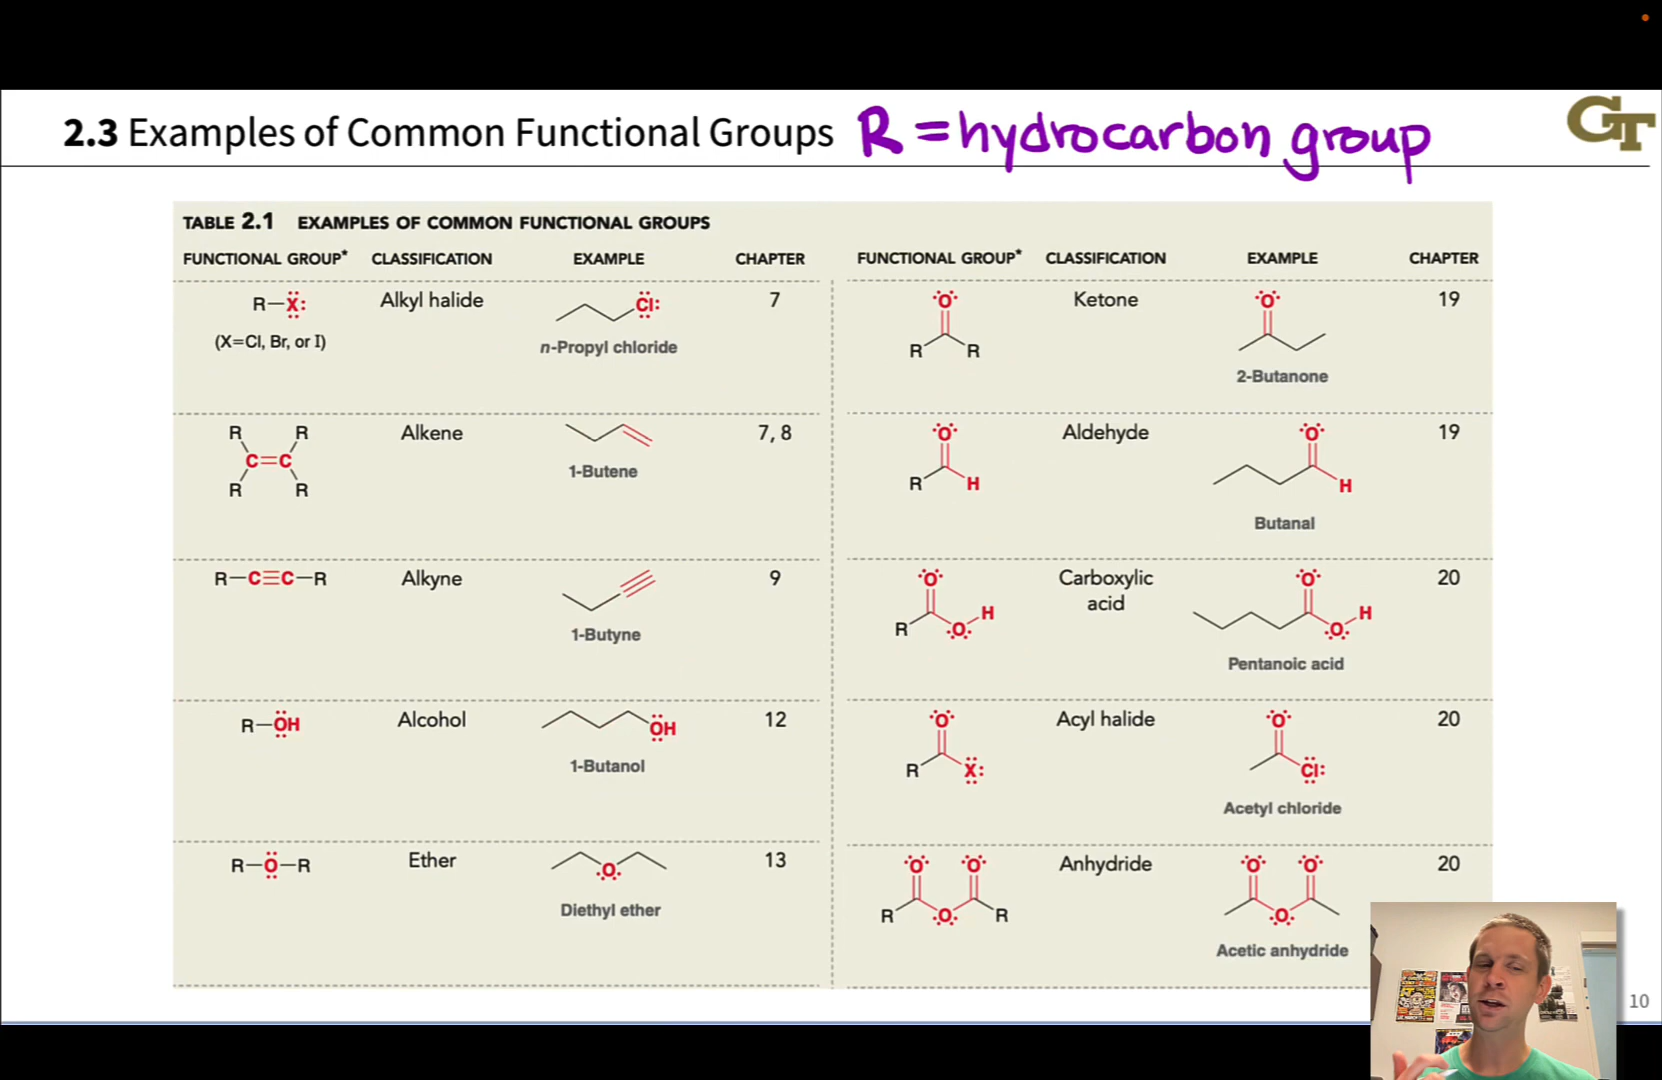 2.3 Examples of Common Functional Groups R = hydrocarbon group
GT
TABLE 2.1 EXAMPLES OF COMMON FUNCTIONAL GROUPS
FUNCTIONAL GROUP* CLASSIFICATION EXAMPLE CHAPTER
R–X:
(X=Cl, Br, or I)
Alkyl halide
Cl:
n-Propyl chloride
7
R R
C=C
R R
Alkene
1-Butene
7, 8
R–C≡C–R
Alkyne
1-Butyne
9
R–OH
Alcohol
OH
1-Butanol
12
R–O–R
Ether
O
Diethyl ether
13
FUNCTIONAL GROUP* CLASSIFICATION EXAMPLE CHAPTER
O
R R
Ketone
O
2-Butanone
19
O
R H
Aldehyde
O
H
Butanal
19
O
H
R O
Carboxylic
acid
O
H
O
Pentanoic acid
20
O
R X:
Acyl halide
O
Cl:
Acetyl chloride
20
O O
R O R
Anhydride
O O
O
Acetic anhydride
20
10